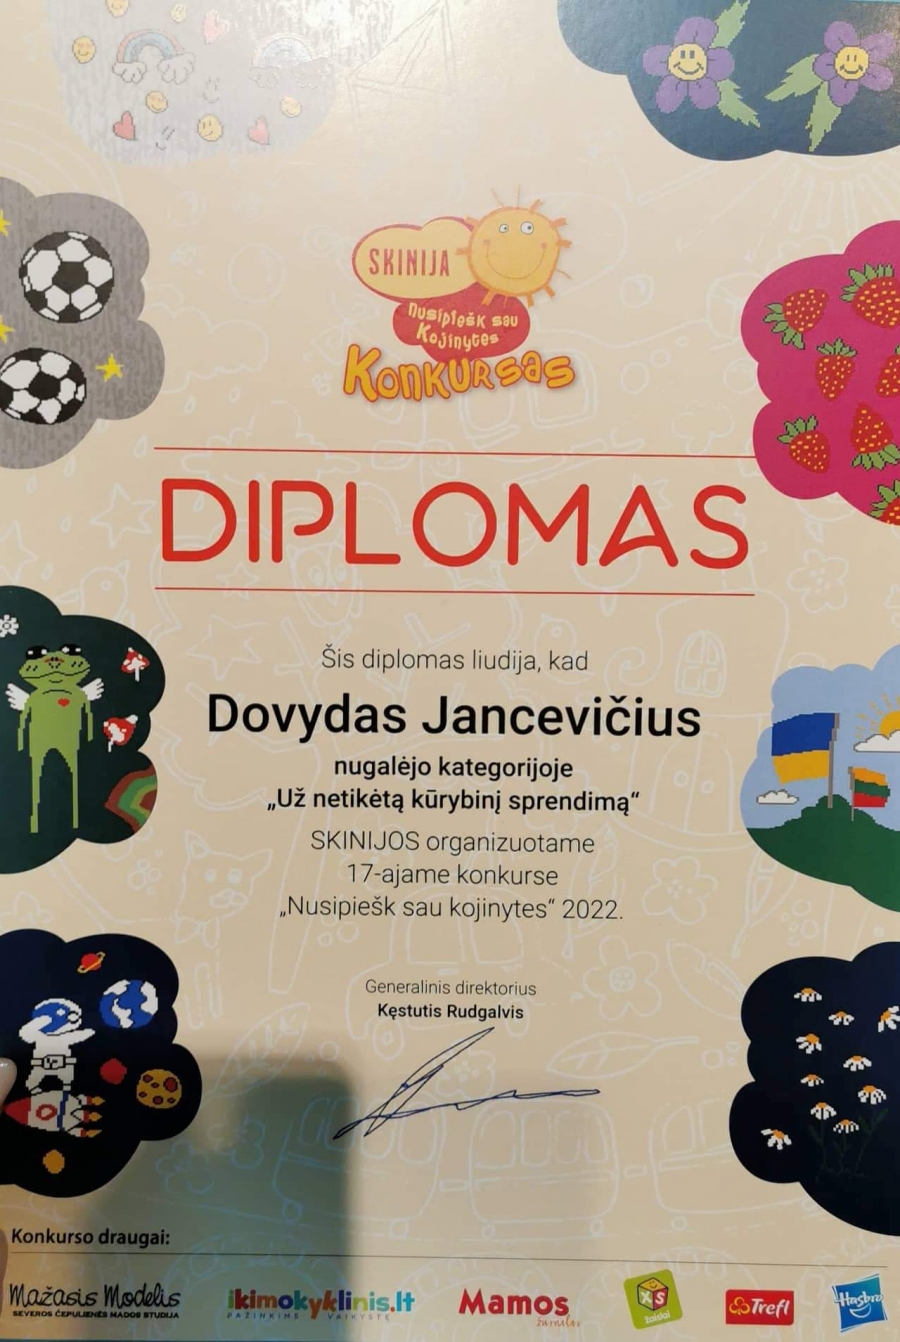 SKINIJA
Nusipiešk sau
Kojinytes
Konkursas
DIPLOMAS
Šis diplomas liudija, kad
Dovydas Jancevičius
nugalėjo kategorijoje
„Už netikėtą kūrybinį sprendimą“
SKINIJOS organizuotame
17-ajame konkurse
„Nusipiešk sau kojinytes“ 2022.
Generalinis direktorius
Kęstutis Rudgalvis
Konkurso draugai:
Mažasis Modelis
SEVEROS ČEPULIENĖS MADOS STUDIJA
ikimokyklinis.lt
PAŽINKIME VAIKYSTĘ
Mamos
žurnalas
XS
žaislai
Trefl
Hasbro